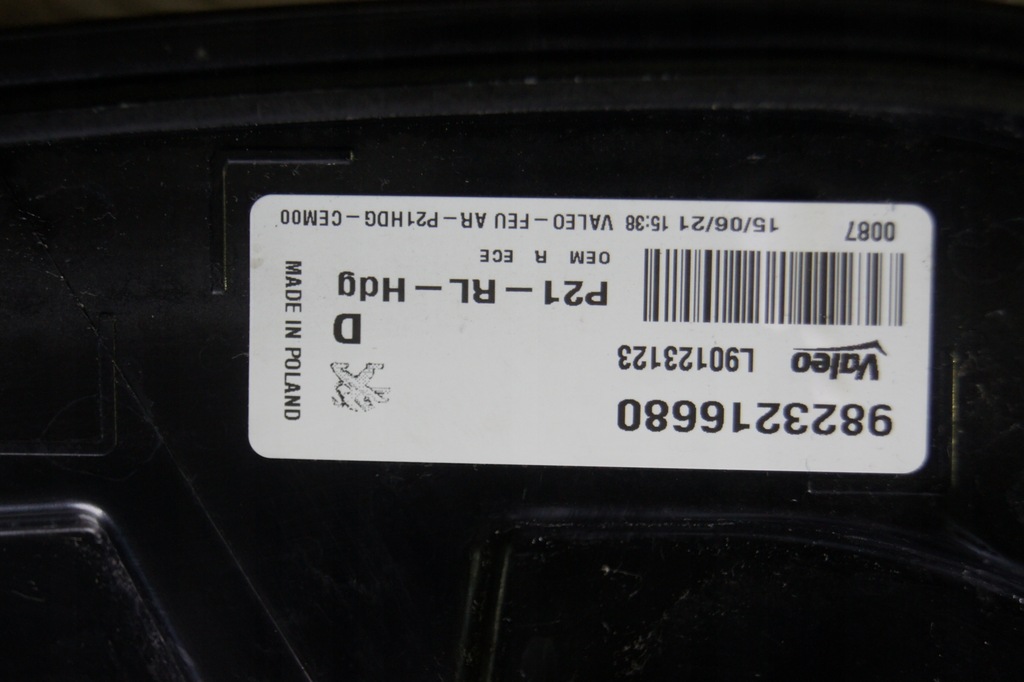 9823216680
Valeo L90123123
D
P21-RL-Hdg
OEM R ECE
0087 15/06/21 15:38 VALEO-FEU AR-P21HDG-CEM00
MADE IN POLAND